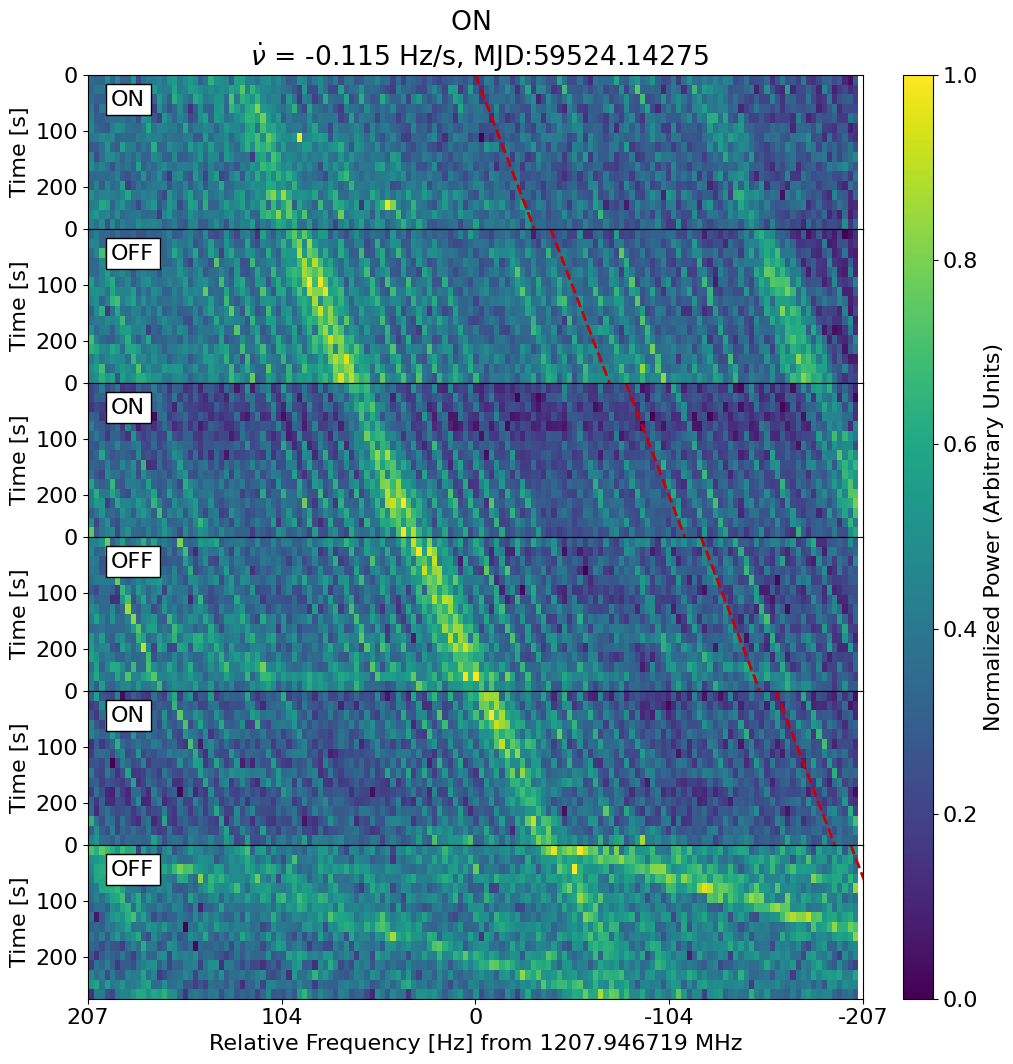 ON
ν̇ = -0.115 Hz/s, MJD:59524.14275
0
ON
100
Time [s]
200
0
OFF
100
Time [s]
200
0
ON
100
Time [s]
200
0
OFF
100
Time [s]
200
0
ON
100
Time [s]
200
0
OFF
100
Time [s]
200
207 104 0 -104 -207
Relative Frequency [Hz] from 1207.946719 MHz
1.0
0.8
0.6
0.4
0.2
0.0
Normalized Power (Arbitrary Units)